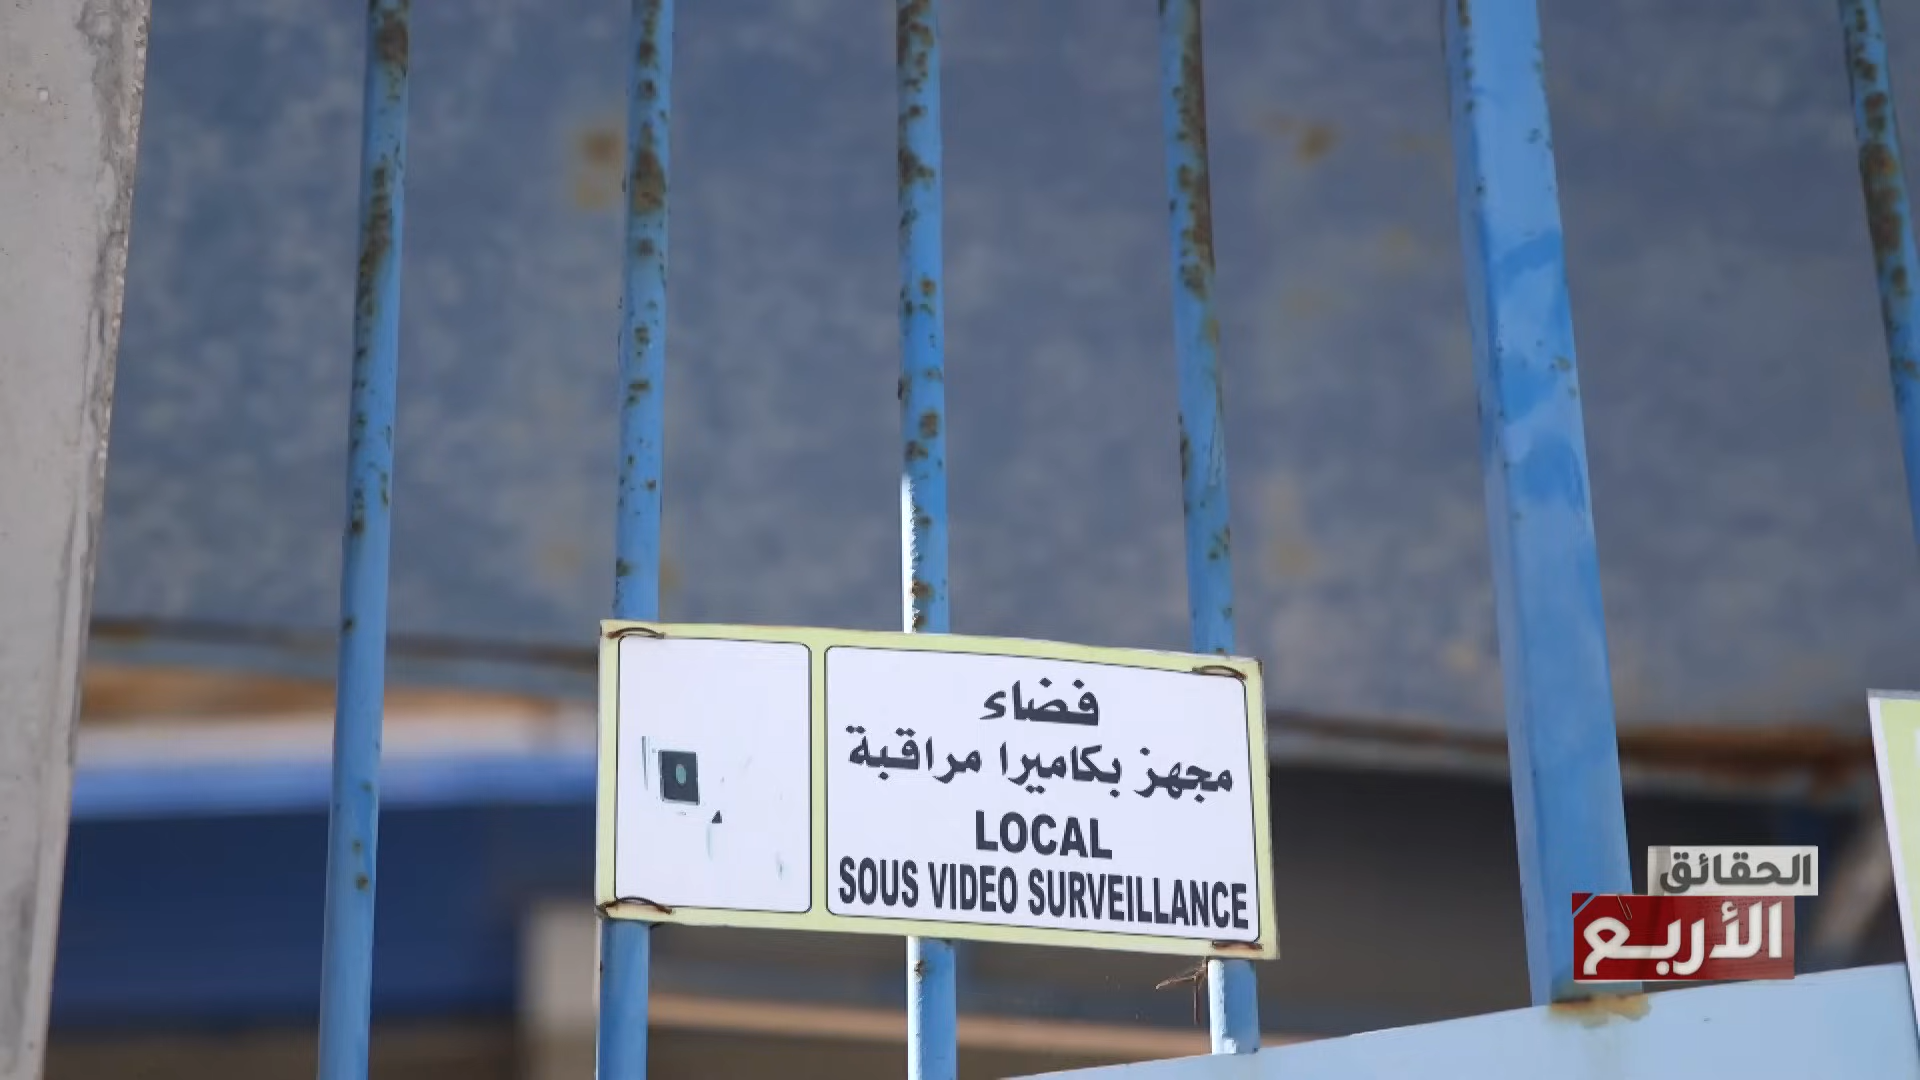 فضاء
مجهز بكاميرا مراقبة
LOCAL
SOUS VIDEO SURVEILLANCE
الحقائق
الأربع